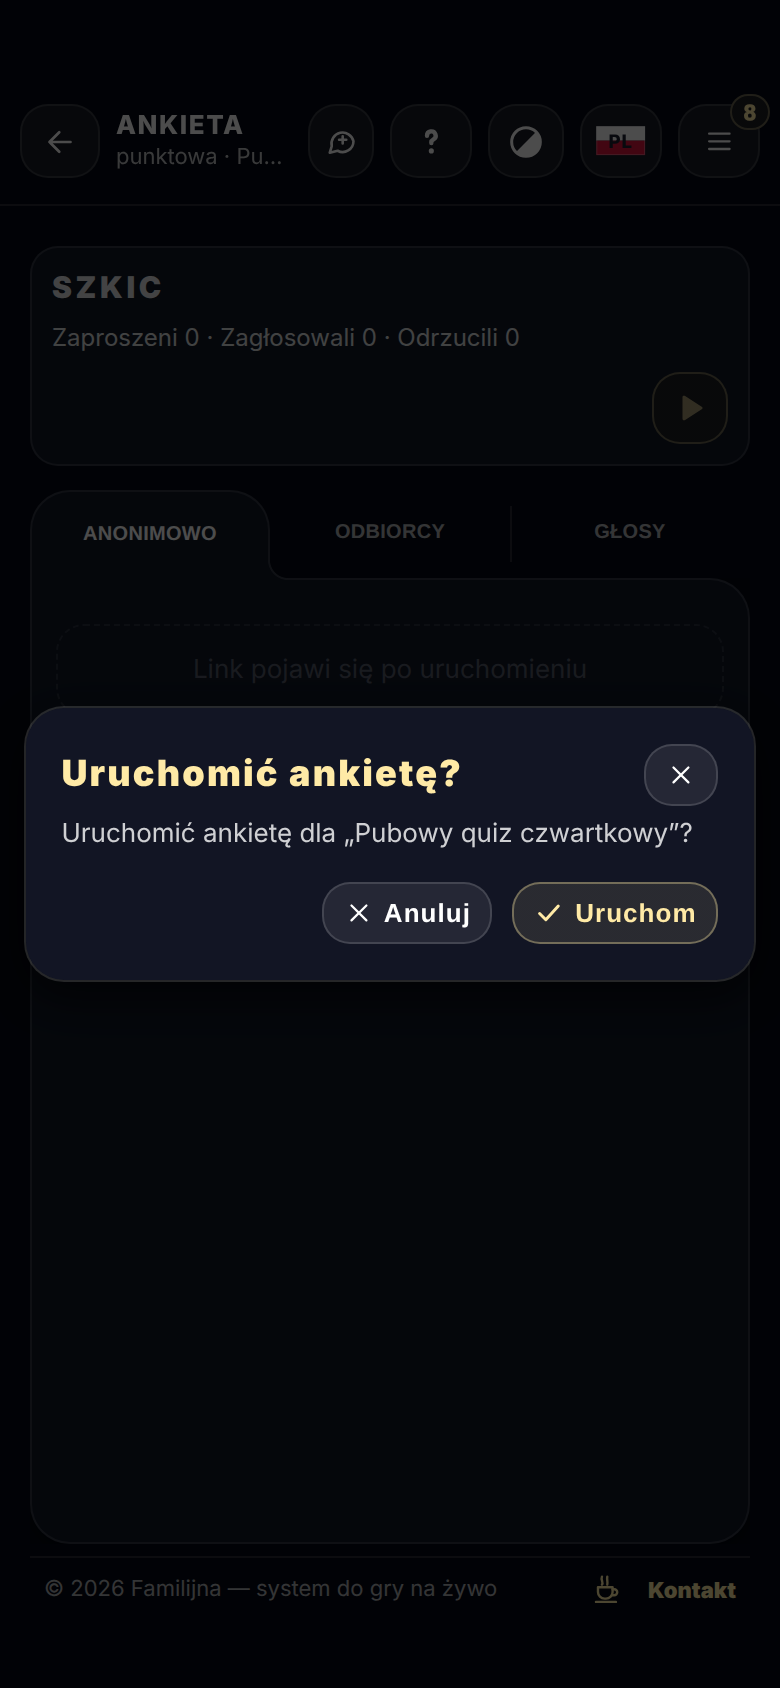 ANKIETA
punktowa · Pu...
?
PL
8
SZKIC
Zaproszeni 0 · Zagłosowali 0 · Odrzucili 0
ANONIMOWO
ODBIORCY
GŁOSY
Link pojawi się po uruchomieniu
Uruchomić ankietę?
Uruchomić ankietę dla „Pubowy quiz czwartkowy”?
Anuluj
Uruchom
© 2026 Familijna — system do gry na żywo
Kontakt